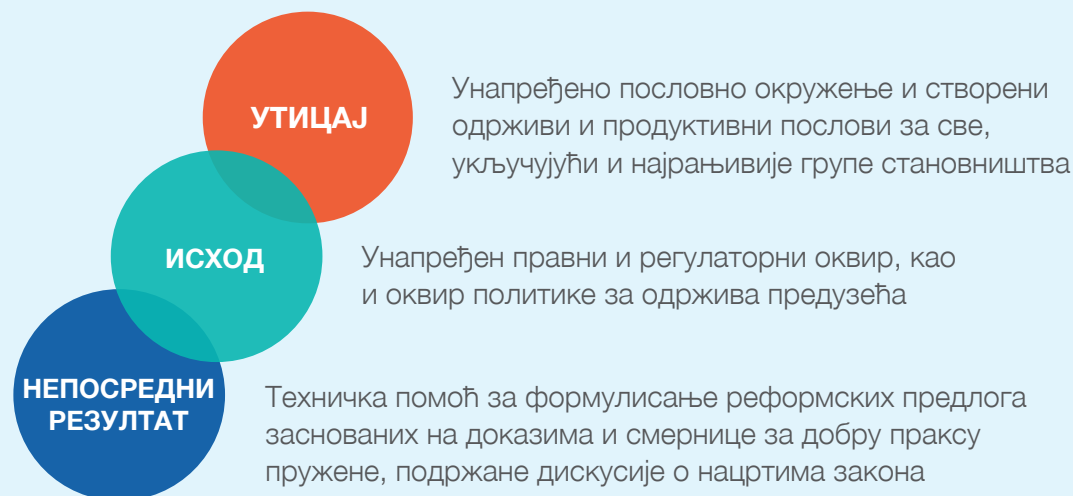 УТИЦАЈ
Унапређено пословно окружење и створени
одрживи и продуктивни послови за све,
укључујући и најрањивије групе становништва
ИСХОД
Унапређен правни и регулаторни оквир, као
и оквир политике за одржива предузећа
НЕПОСРЕДНИ
РЕЗУЛТАТ
Техничка помоћ за формулисање реформских предлога
заснованих на доказима и смернице за добру праксу
пружене, подржане дискусије о нацртима закона